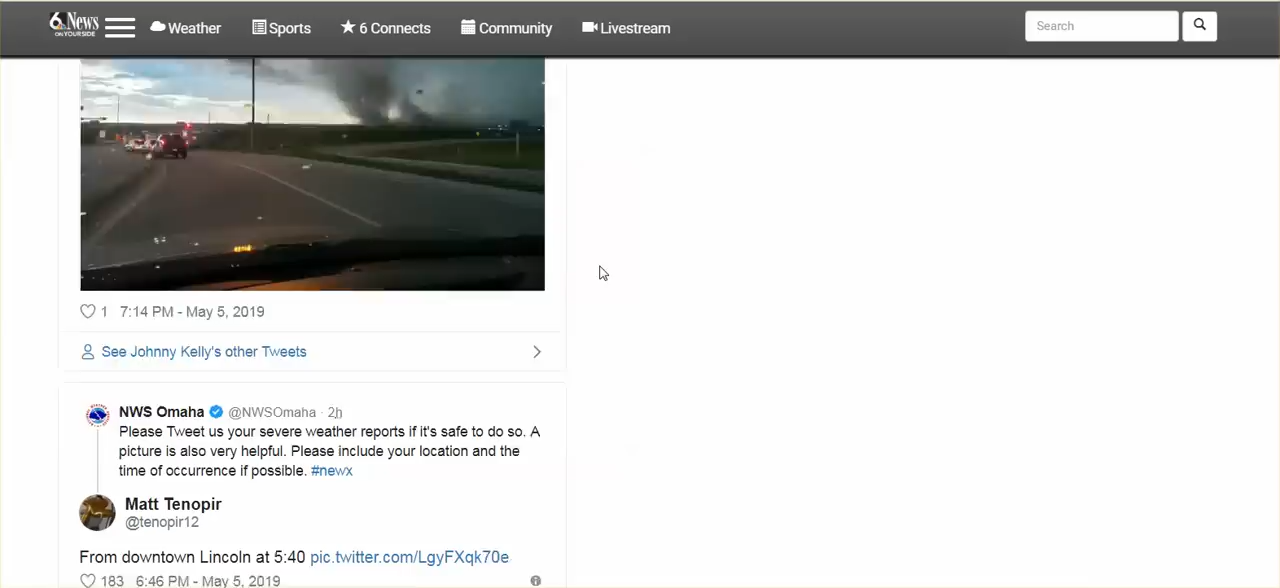 6 News
ON YOUR SIDE
Weather
Sports
6 Connects
Community
Livestream
Search
1 7:14 PM - May 5, 2019
See Johnny Kelly's other Tweets
NWS Omaha @NWSOmaha · 2h
Please Tweet us your severe weather reports if it's safe to do so. A
picture is also very helpful. Please include your location and the
time of occurrence if possible. #newx
Matt Tenopir
@tenopir12
From downtown Lincoln at 5:40 pic.twitter.com/LgyFXqk70e
183 6:46 PM - May 5, 2019